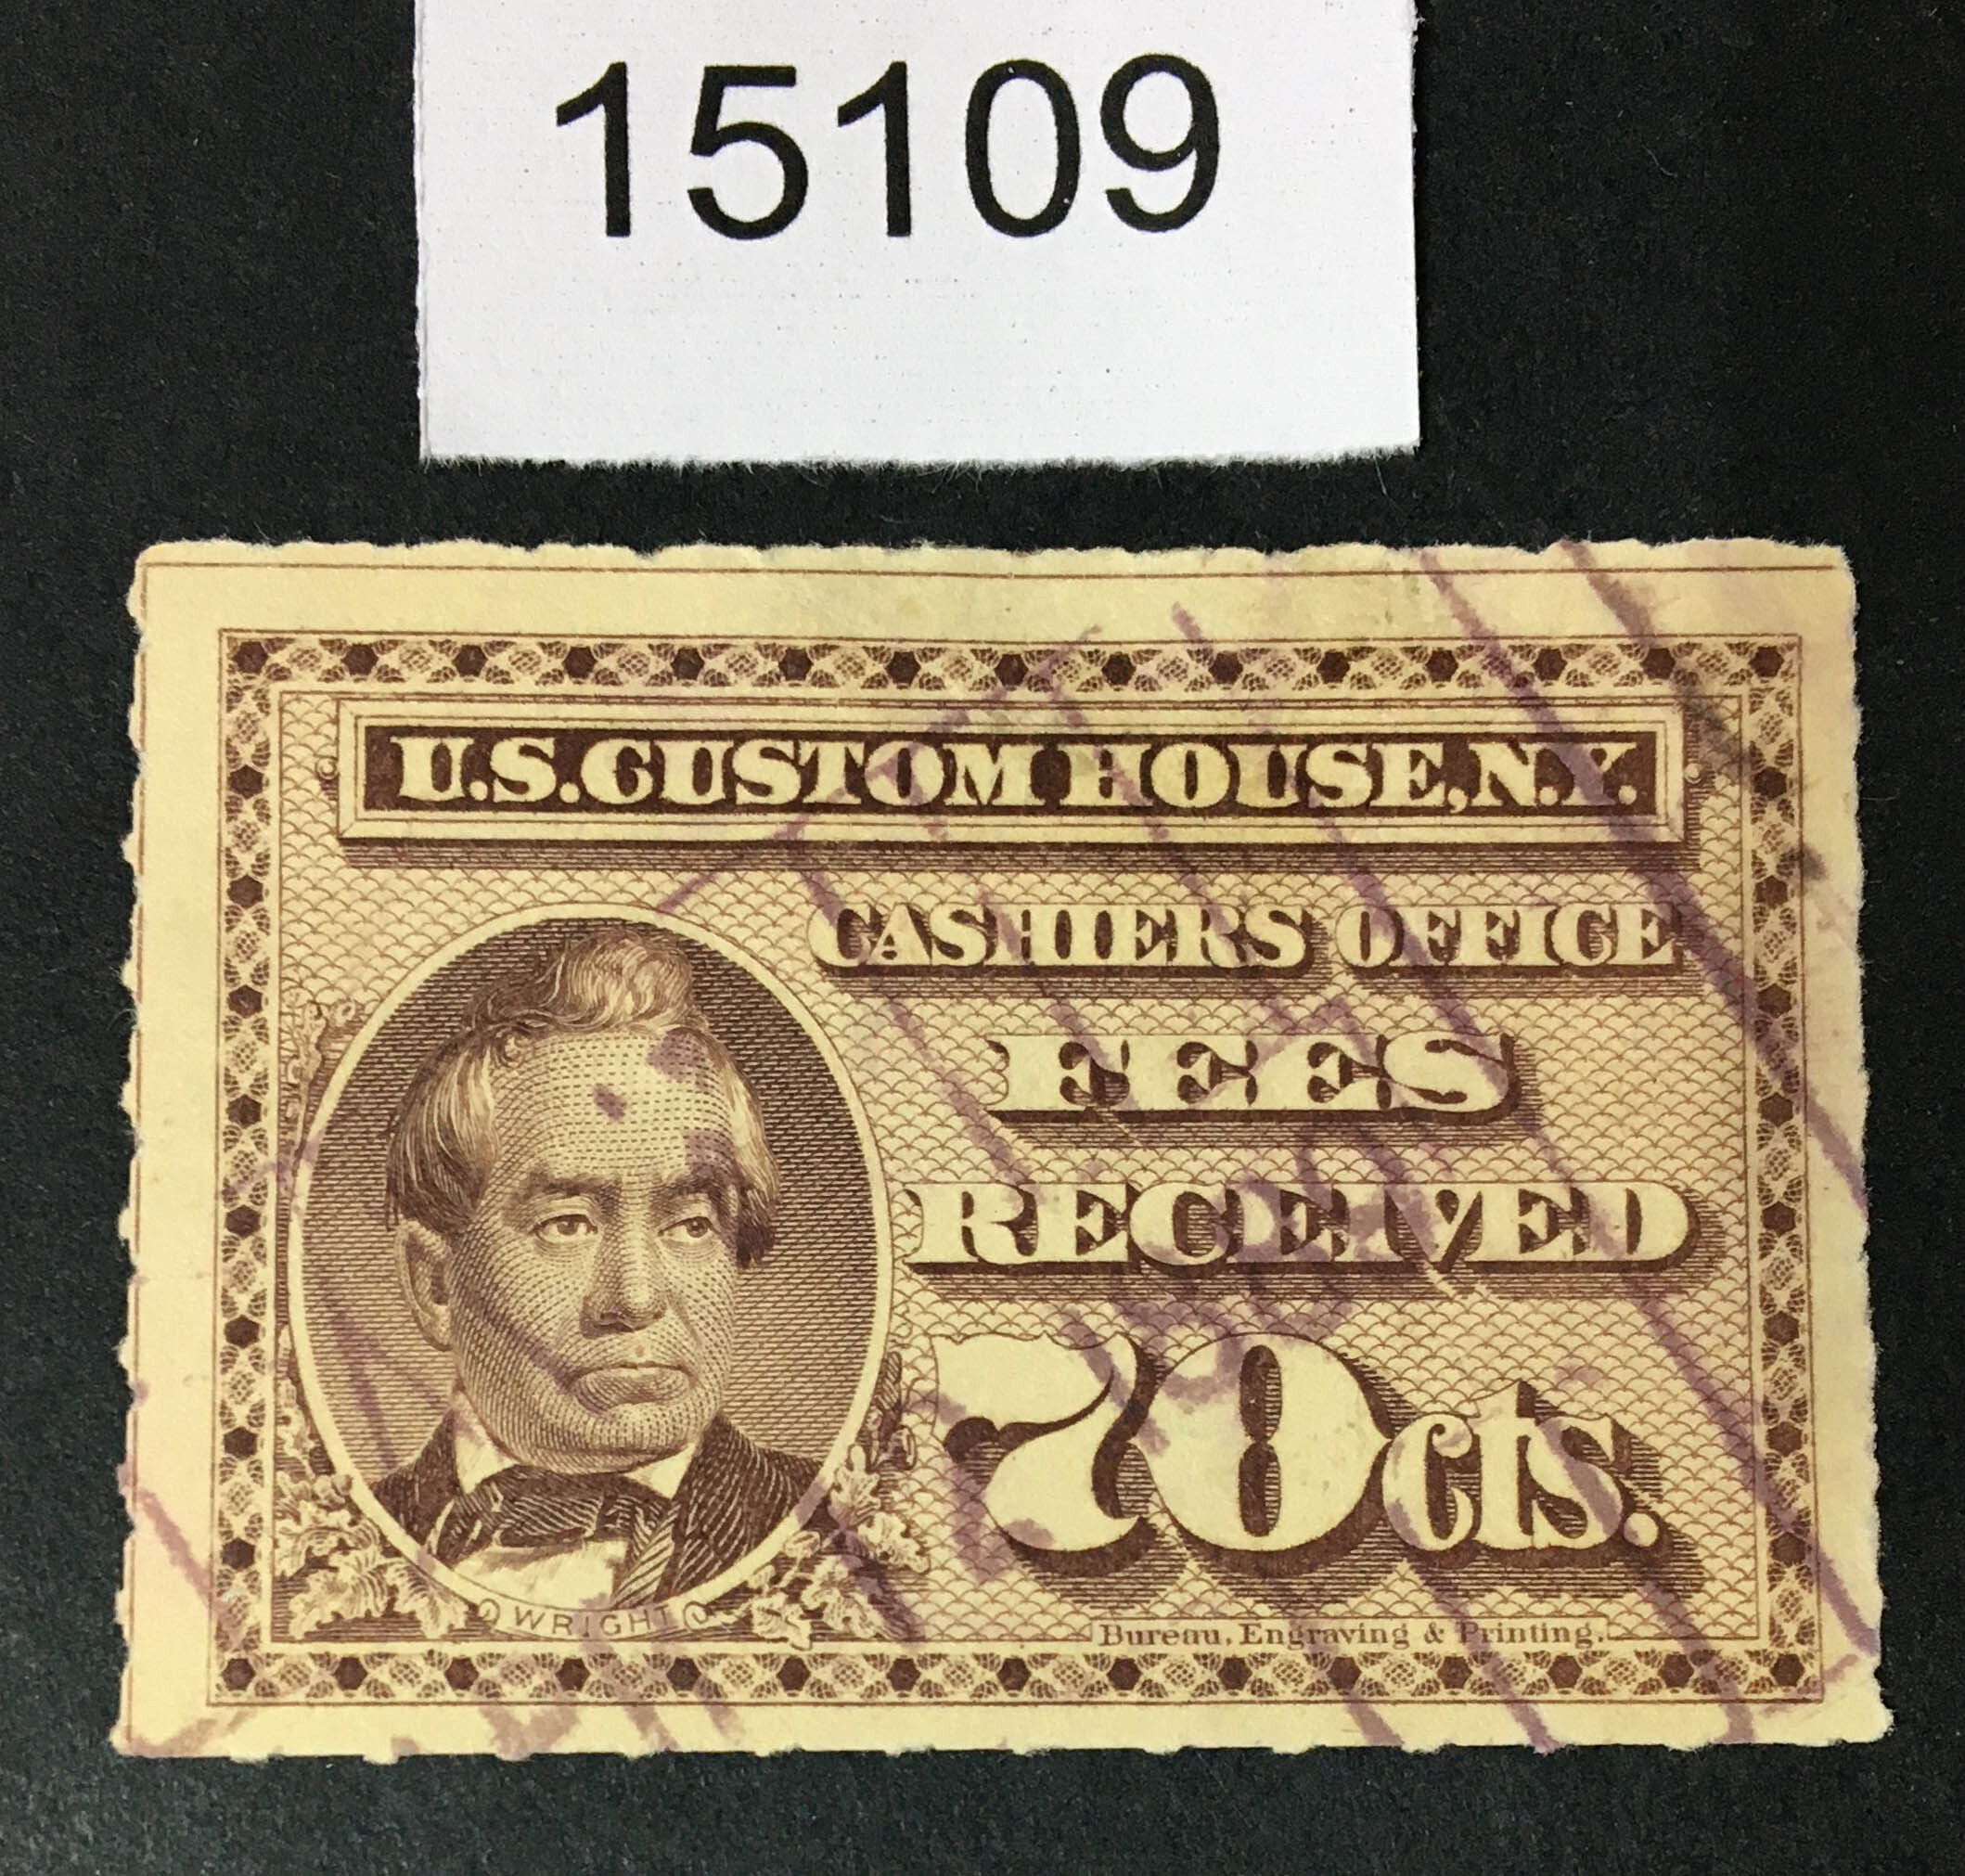 15109
U.S. CUSTOM HOUSE, N.Y.
CASHIERS OFFICE
FEES
RECEIVED
70 cts.
WRIGHT
Bureau, Engraving & Printing.